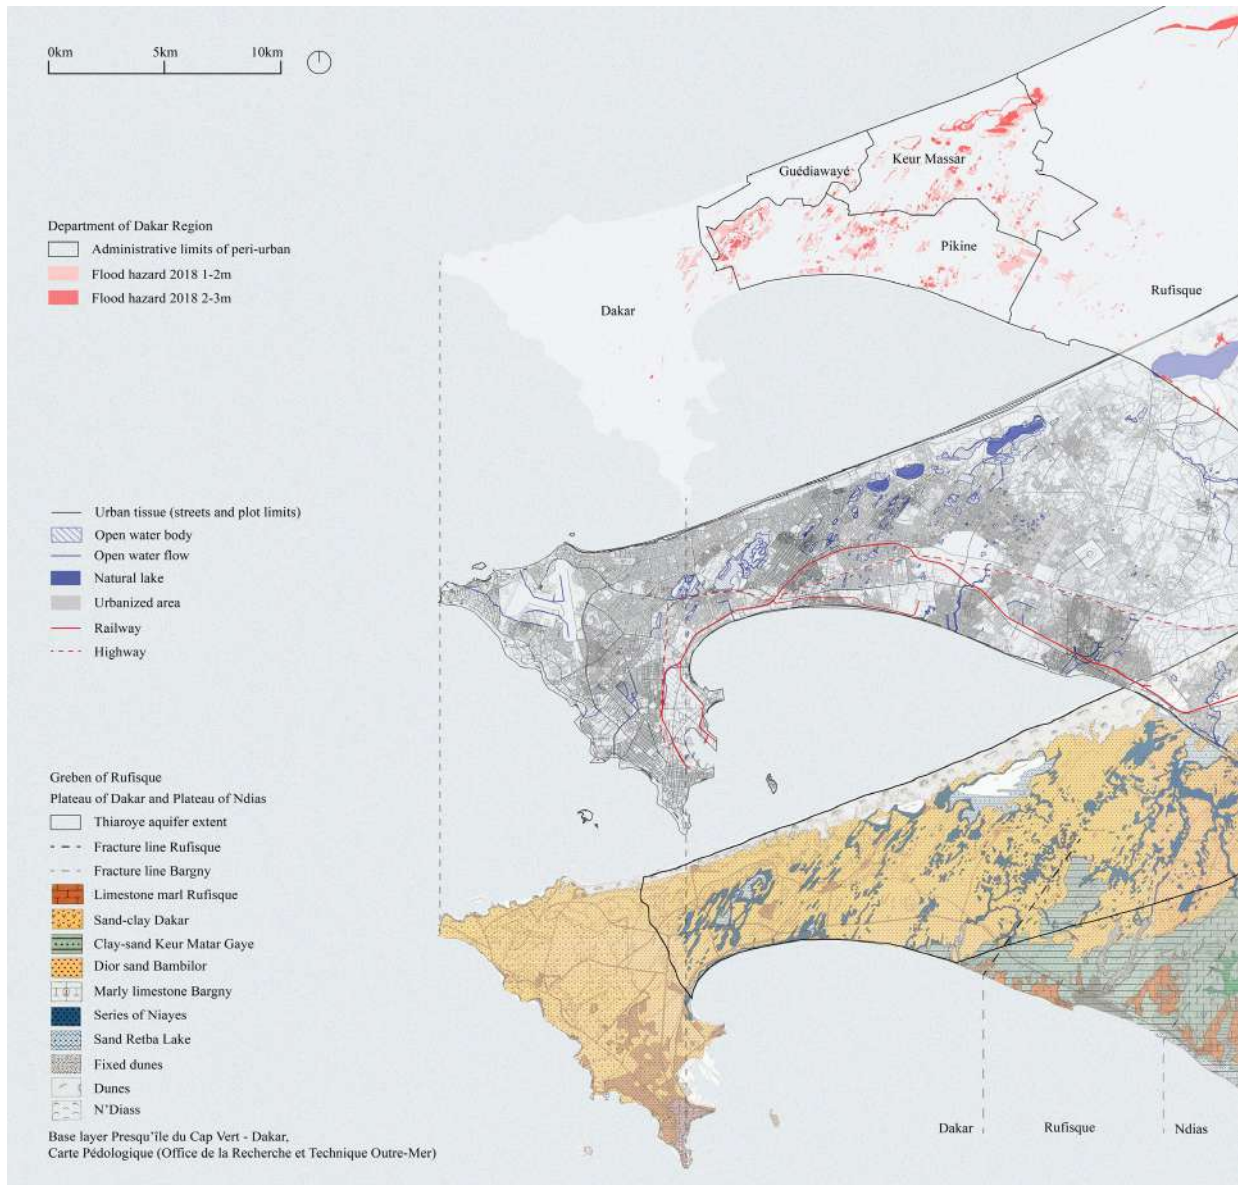 0km 5km 10km
Guédiawayé
Keur Massar
Pikine
Rufisque
Dakar
Department of Dakar Region
Administrative limits of peri-urban
Flood hazard 2018 1-2m
Flood hazard 2018 2-3m
Urban tissue (streets and plot limits)
Open water body
Open water flow
Natural lake
Urbanized area
Railway
Highway
Greben of Rufisque
Plateau of Dakar and Plateau of Ndias
Thiaroye aquifer extent
Fracture line Rufisque
Fracture line Bargny
Limestone marl Rufisque
Sand-clay Dakar
Clay-sand Keur Matar Gaye
Dior sand Bambilor
Marly limestone Bargny
Series of Niayes
Sand Retba Lake
Fixed dunes
Dunes
N'Diass
Dakar Rufisque Ndias
Base layer Presqu'île du Cap Vert - Dakar,
Carte Pédologique (Office de la Recherche et Technique Outre-Mer)